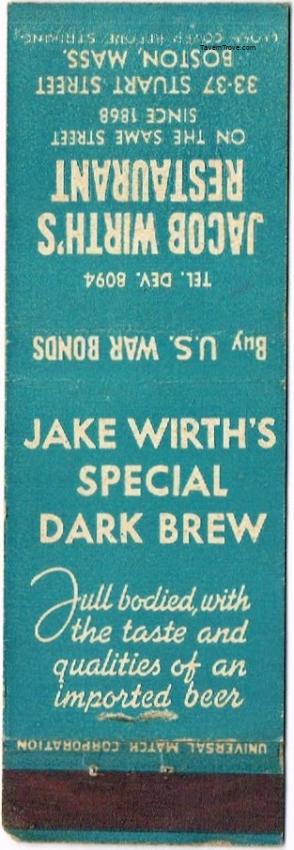 TavernTrove.com
CLOSE COVER BEFORE STRIKING
BOSTON, MASS.
33-37 STUART STREET
SINCE 1868
ON THE SAME STREET
RESTAURANT
JACOB WIRTH'S
TEL. DEV. 8094
Buy U.S. WAR BONDS
JAKE WIRTH'S
SPECIAL
DARK BREW
Full bodied, with
the taste and
qualities of an
imported beer
UNIVERSAL MATCH CORPORATION